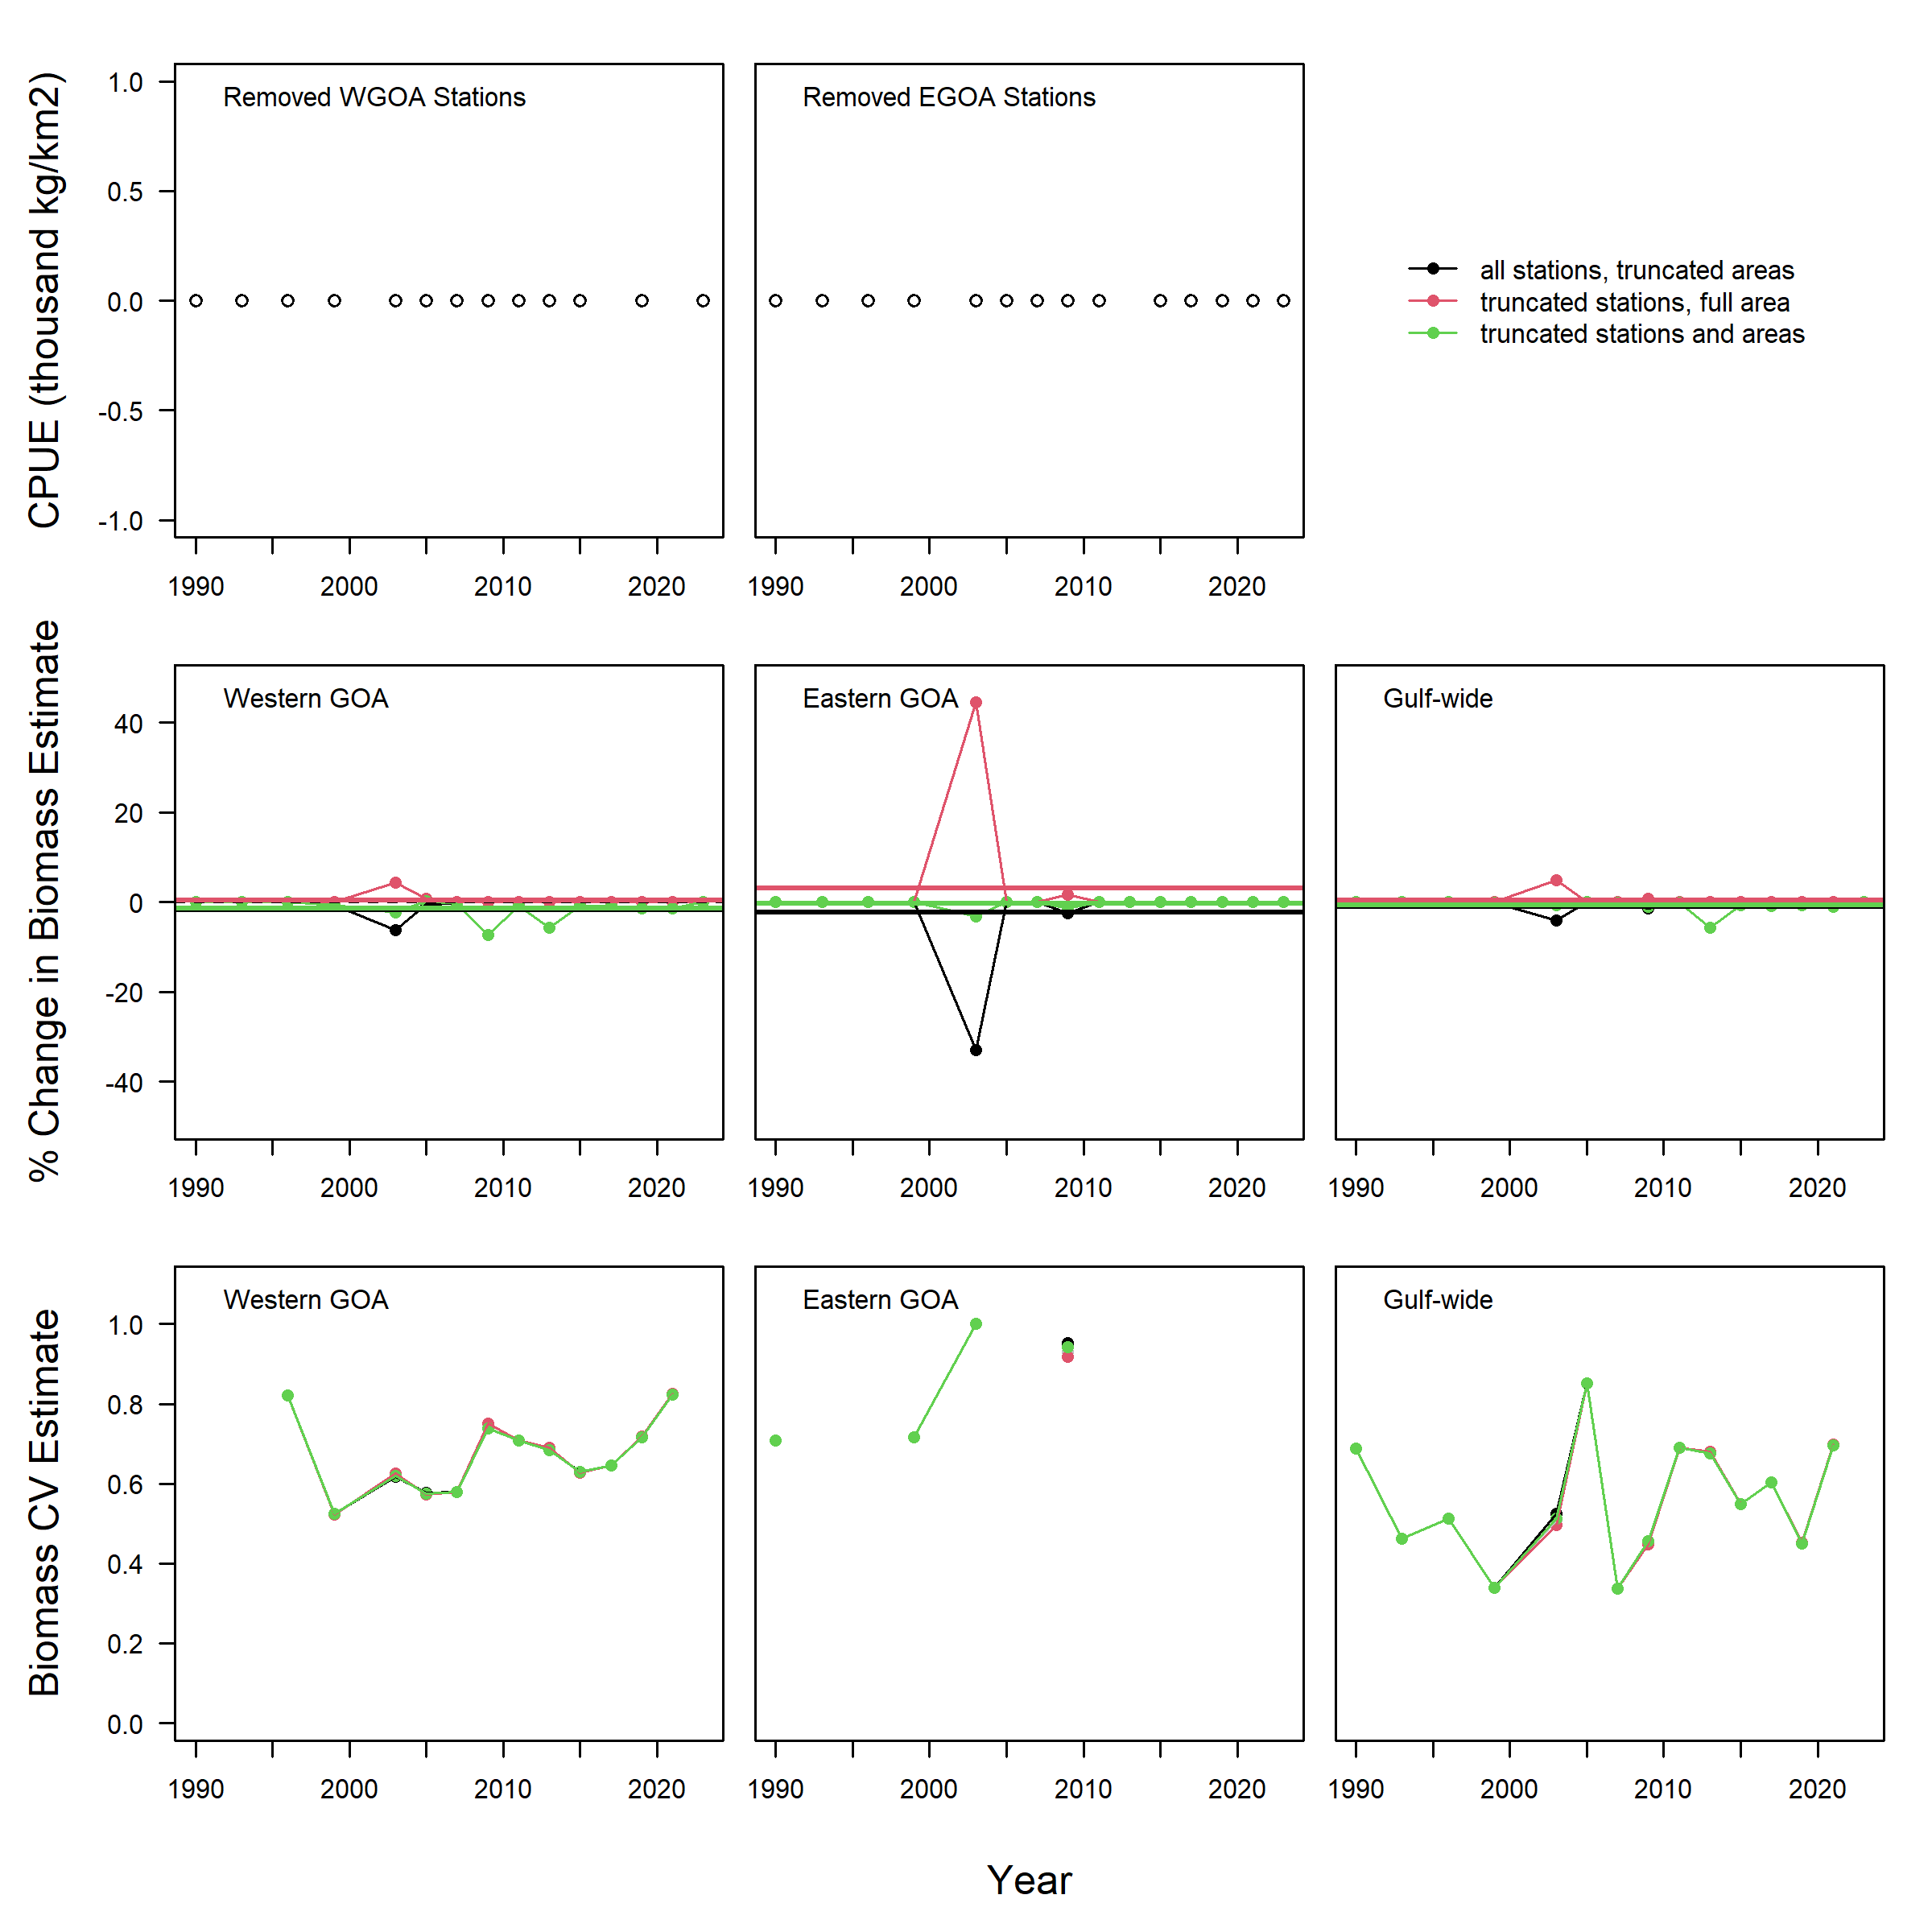 CPUE (thousand kg/km2)
1.0
0.5
0.0
-0.5
-1.0
Removed WGOA Stations
1990 2000 2010 2020
Removed EGOA Stations
1990 2000 2010 2020
all stations, truncated areas
truncated stations, full area
truncated stations and areas
% Change in Biomass Estimate
40
20
0
-20
-40
Western GOA
1990 2000 2010 2020
Eastern GOA
1990 2000 2010 2020
Gulf-wide
1990 2000 2010 2020
Biomass CV Estimate
1.0
0.8
0.6
0.4
0.2
0.0
Western GOA
1990 2000 2010 2020
Eastern GOA
1990 2000 2010 2020
Gulf-wide
1990 2000 2010 2020
Year